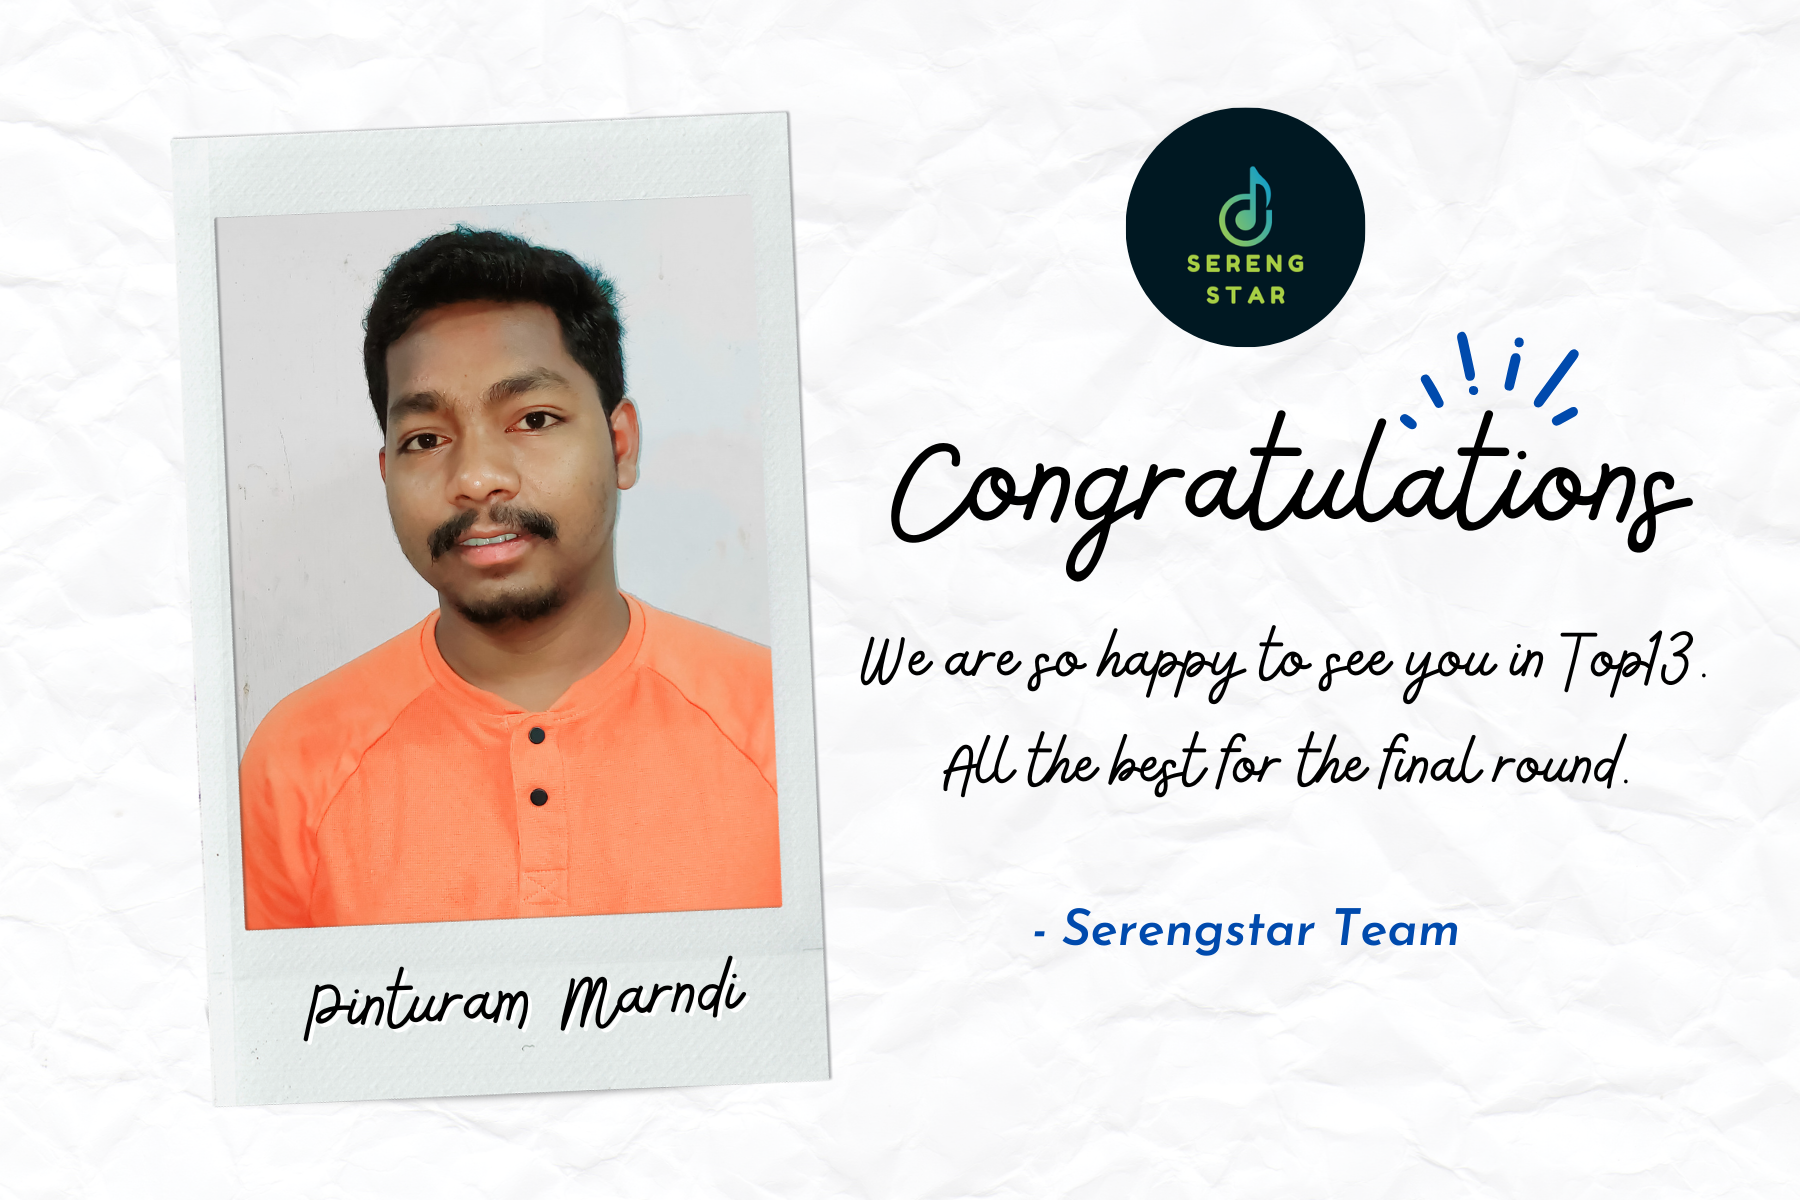 SERENG
STAR
Congratulations
We are so happy to see you in Top13.
All the best for the final round.
- Serengstar Team
Pinturam Marndi